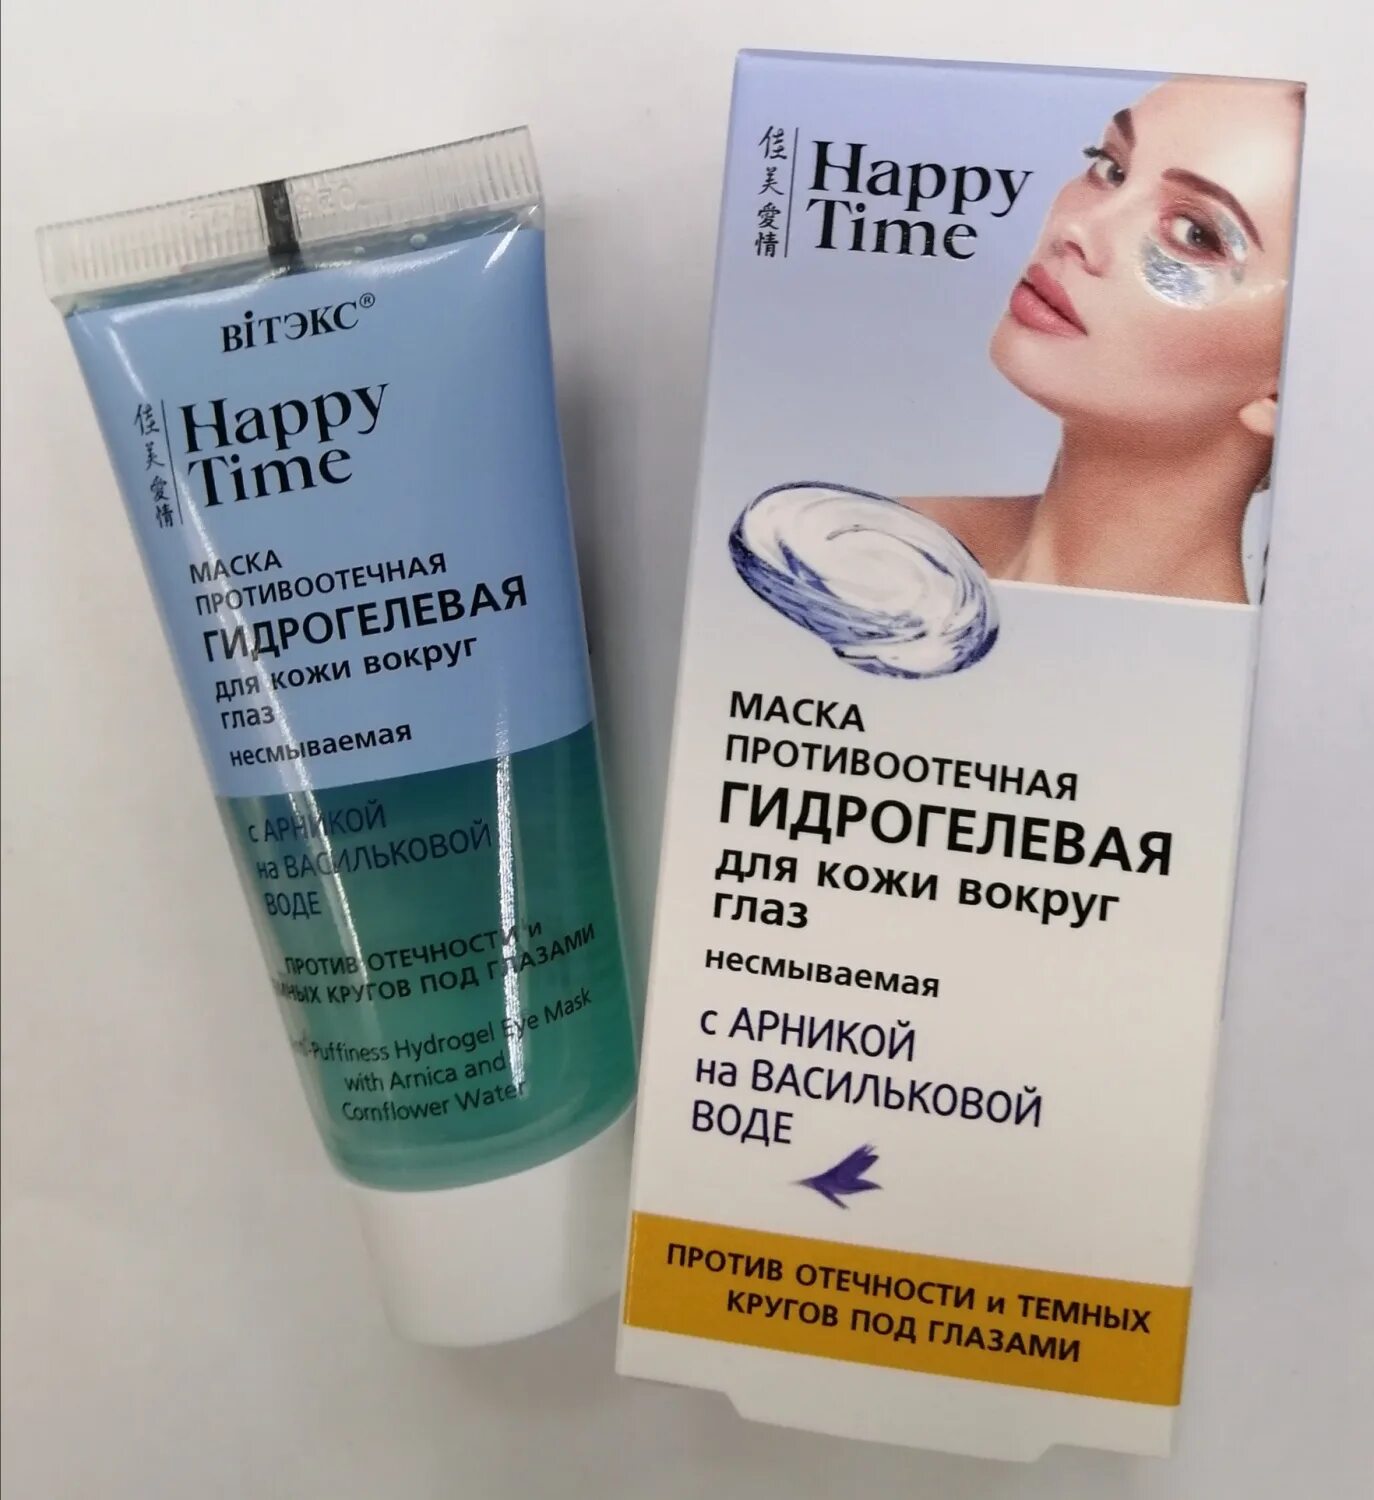 ВiТЭКС®
佳美愛情
Happy
Time
МАСКА
ПРОТИВООТЕЧНАЯ
ГИДРОГЕЛЕВАЯ
для кожи вокруг
глаз
несмываемая
с АРНИКОЙ
на ВАСИЛЬКОВОЙ
ВОДЕ
ПРОТИВ ОТЕЧНОСТИ и
КРУГОВ ПОД ГЛАЗАМИ
-Puffiness Hydrogel Eye Mask
with Arnica and
Cornflower Water
佳美愛情
Happy
Time
МАСКА
ПРОТИВООТЕЧНАЯ
ГИДРОГЕЛЕВАЯ
для кожи вокруг
глаз
несмываемая
с АРНИКОЙ
на ВАСИЛЬКОВОЙ
ВОДЕ
ПРОТИВ ОТЕЧНОСТИ и ТЕМНЫХ
КРУГОВ ПОД ГЛАЗАМИ